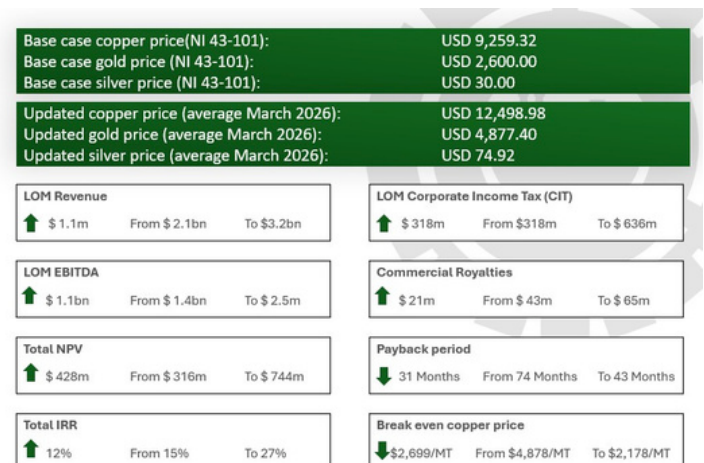 Base case copper price(NI 43-101): USD 9,259.32
Base case gold price (NI 43-101): USD 2,600.00
Base case silver price (NI 43-101): USD 30.00
Updated copper price (average March 2026): USD 12,498.98
Updated gold price (average March 2026): USD 4,877.40
Updated silver price (average March 2026): USD 74.92
LOM Revenue
$ 1.1m From $ 2.1bn To $3.2bn
LOM Corporate Income Tax (CIT)
$ 318m From $318m To $ 636m
LOM EBITDA
$ 1.1bn From $ 1.4bn To $ 2.5m
Commercial Royalties
$ 21m From $ 43m To $ 65m
Total NPV
$ 428m From $ 316m To $ 744m
Payback period
31 Months From 74 Months To 43 Months
Total IRR
12% From 15% To 27%
Break even copper price
$2,699/MT From $4,878/MT To $2,178/MT